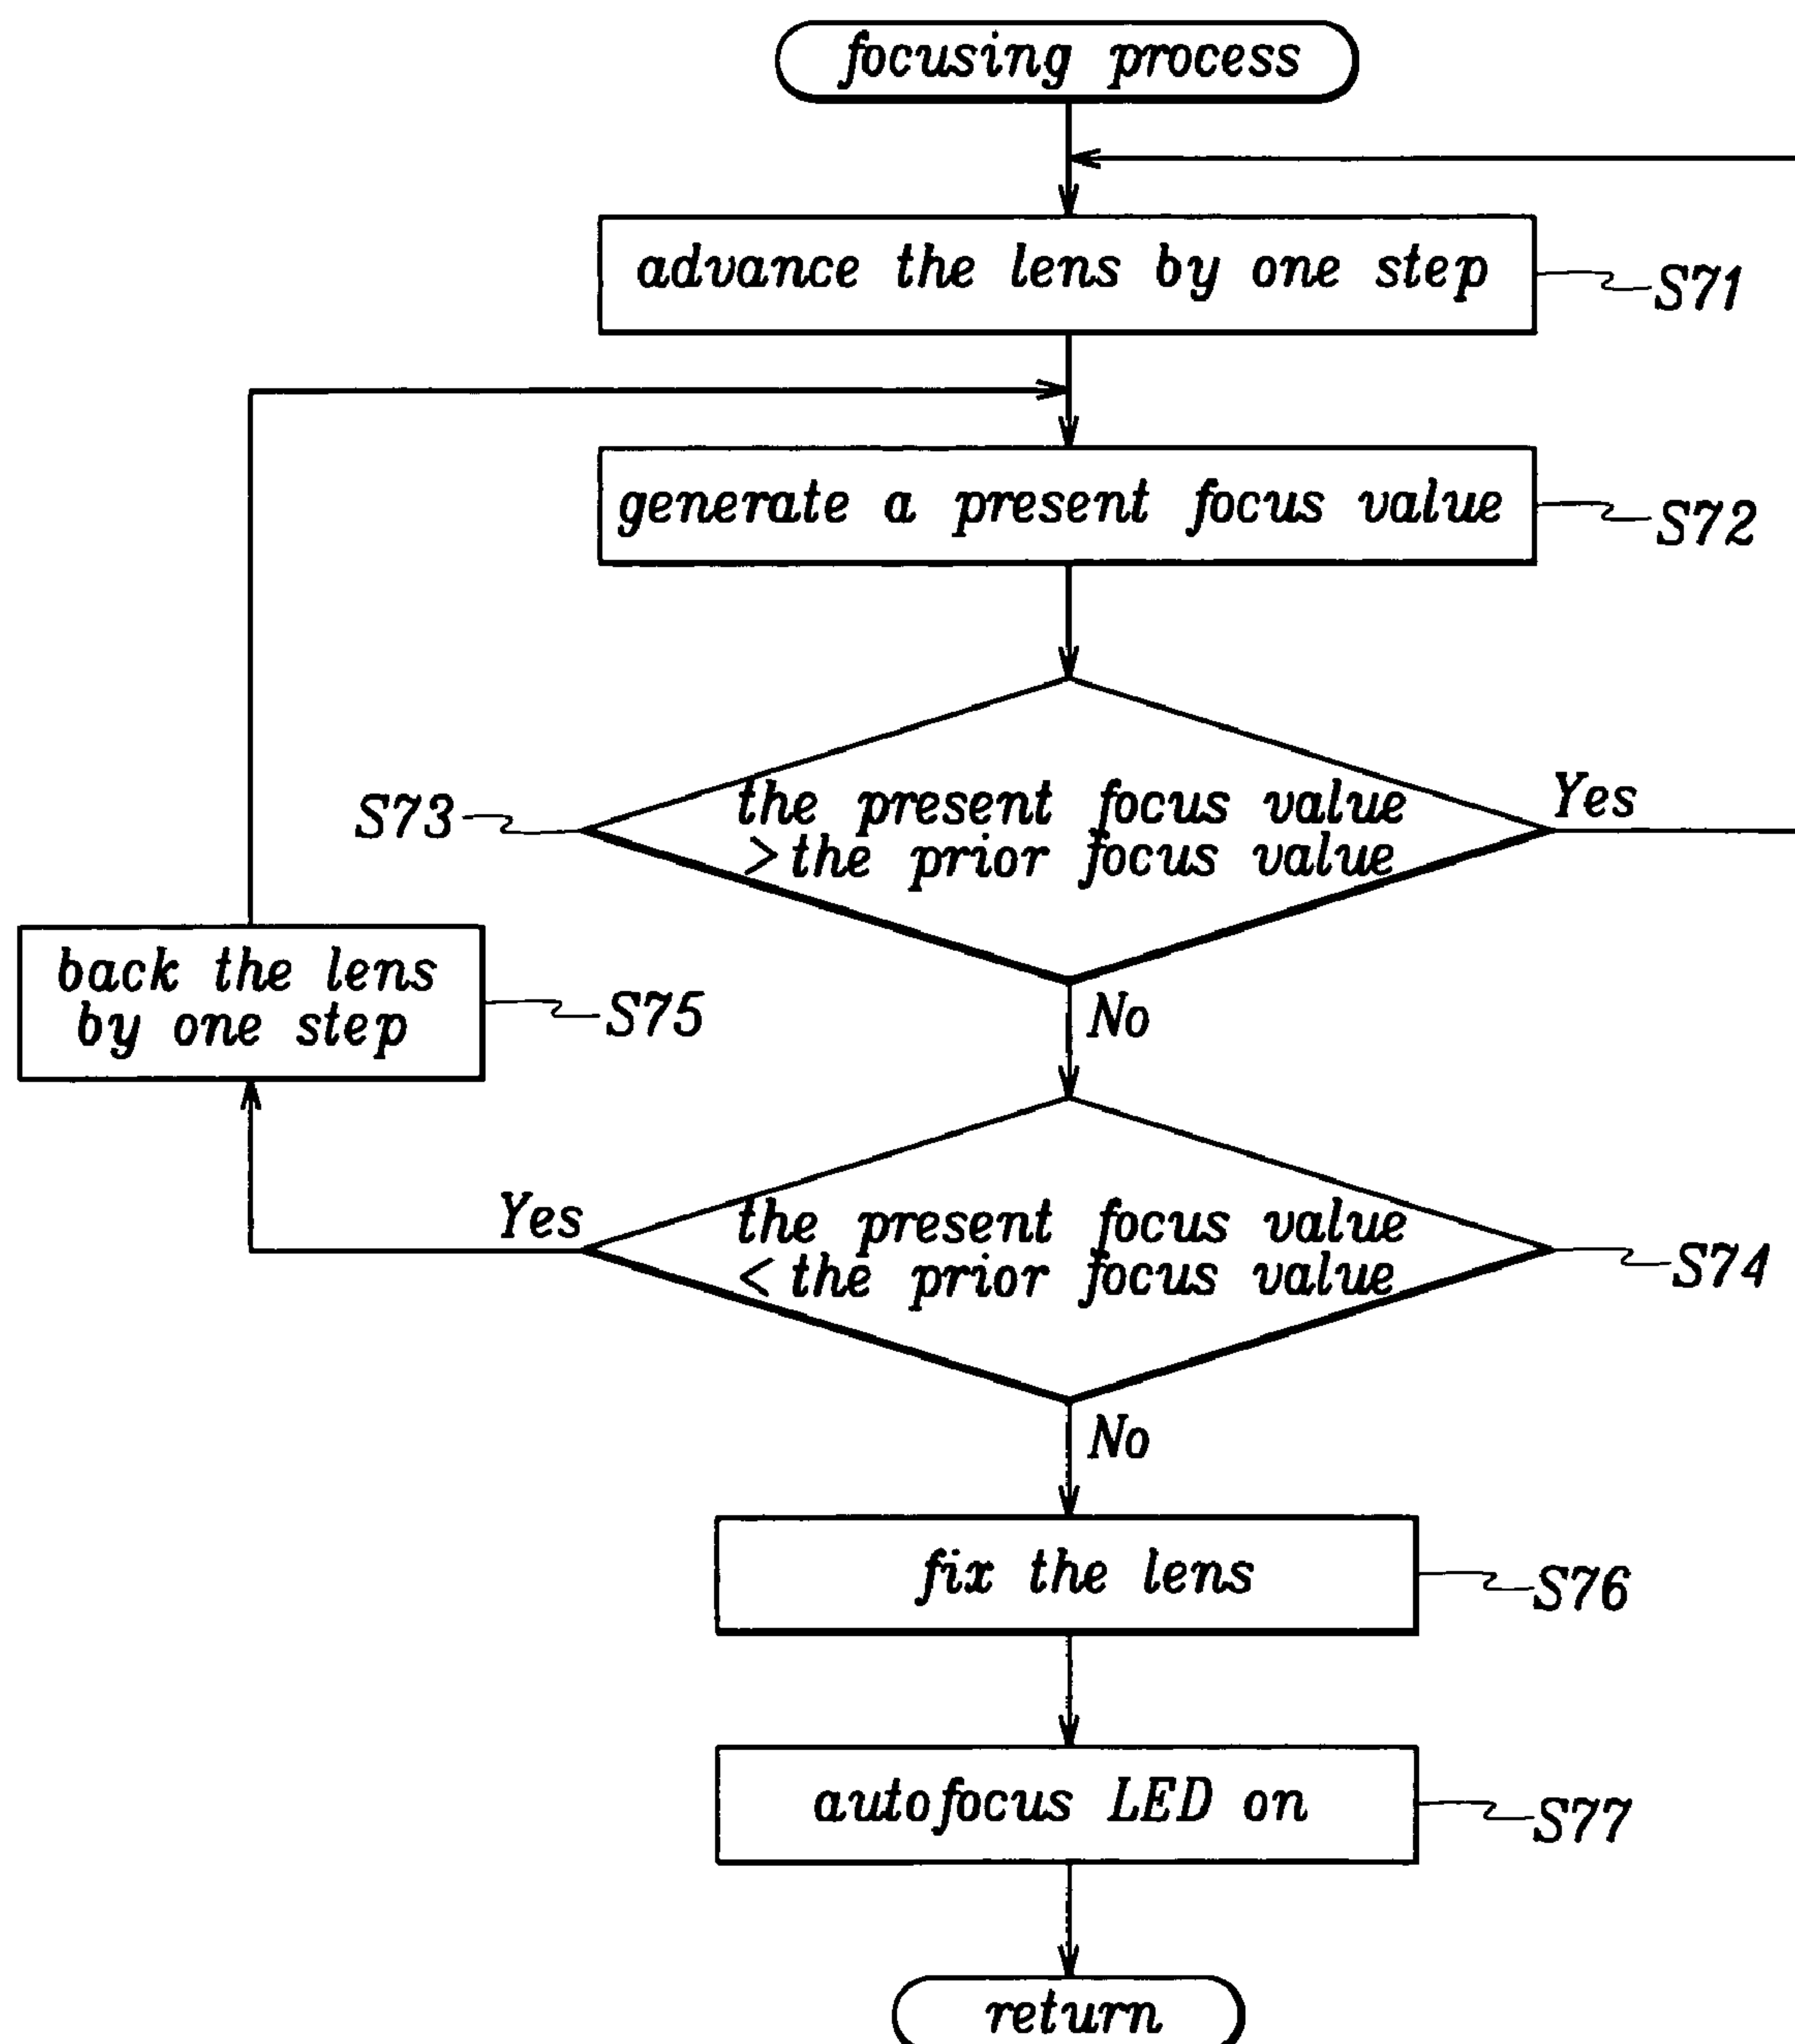 focusing process
advance the lens by one step
S71
generate a present focus value
S72
the present focus value
> the prior focus value
S73
Yes
No
back the lens
by one step
S75
the present focus value
< the prior focus value
S74
Yes
No
fix the lens
S76
autofocus LED on
S77
return